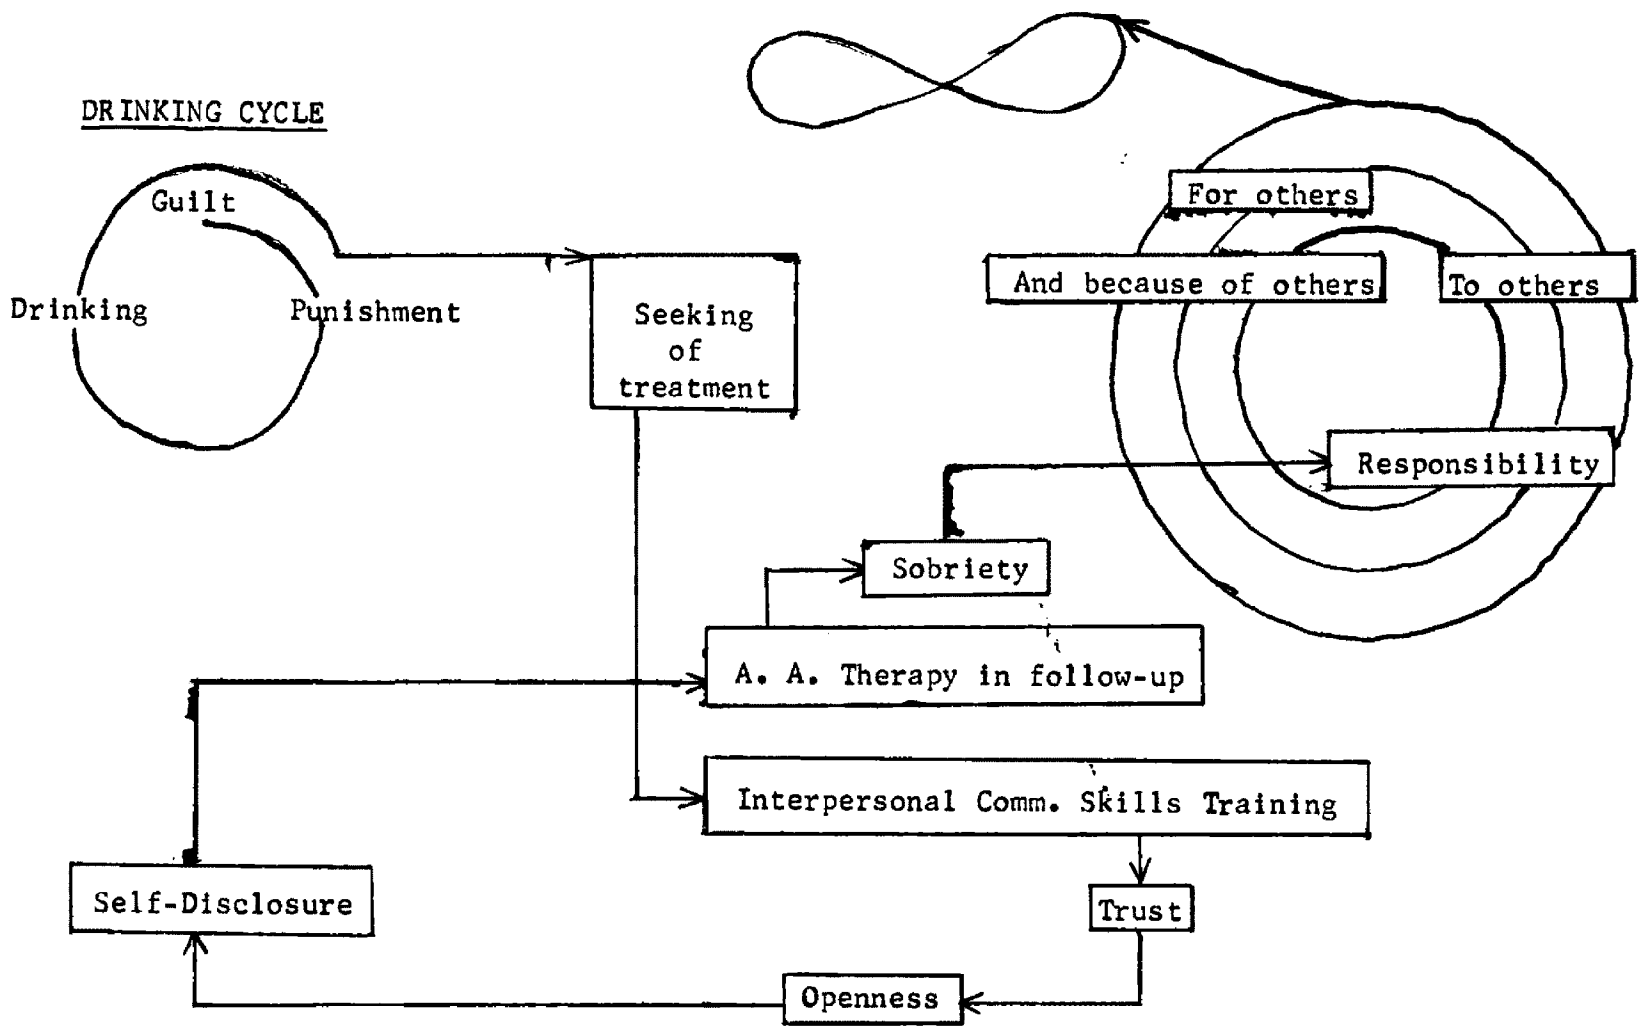 DRINKING CYCLE
Guilt
Drinking
Punishment
Seeking
of
treatment
For others
And because of others
To others
Responsibility
Sobriety
A. A. Therapy in follow-up
Interpersonal Comm. Skills Training
Self-Disclosure
Trust
Openness